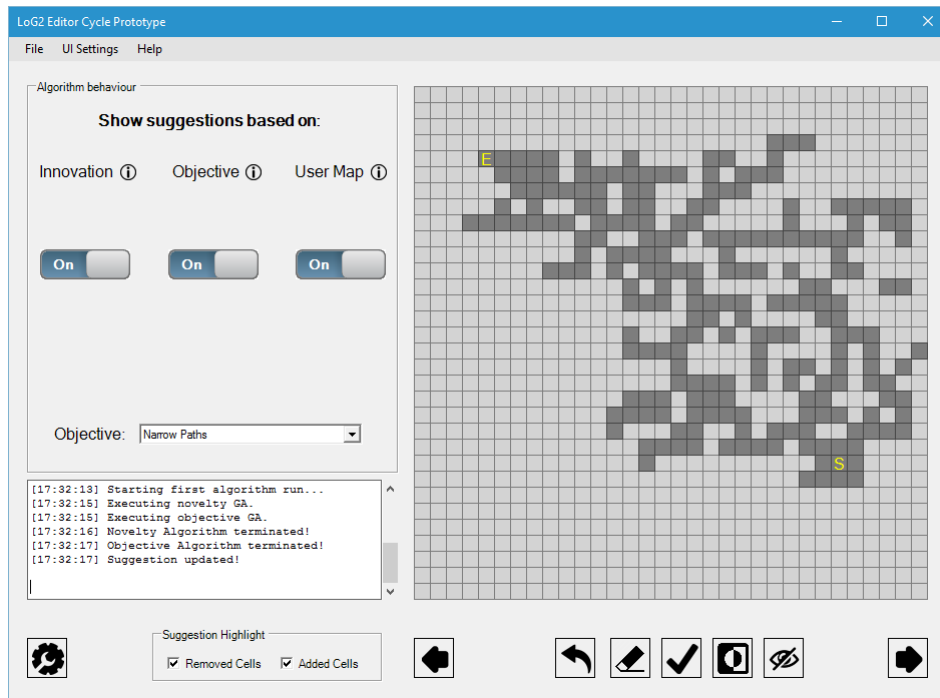 LoG2 Editor Cycle Prototype
File UI Settings Help
Algorithm behaviour
Show suggestions based on:
Innovation Objective User Map
On On On
E
Objective: Narrow Paths
S
[17:32:13] Starting first algorithm run...
[17:32:15] Executing novelty GA.
[17:32:15] Executing objective GA.
[17:32:16] Novelty Algorithm terminated!
[17:32:17] Objective Algorithm terminated!
[17:32:17] Suggestion updated!
Suggestion Highlight
Removed Cells Added Cells